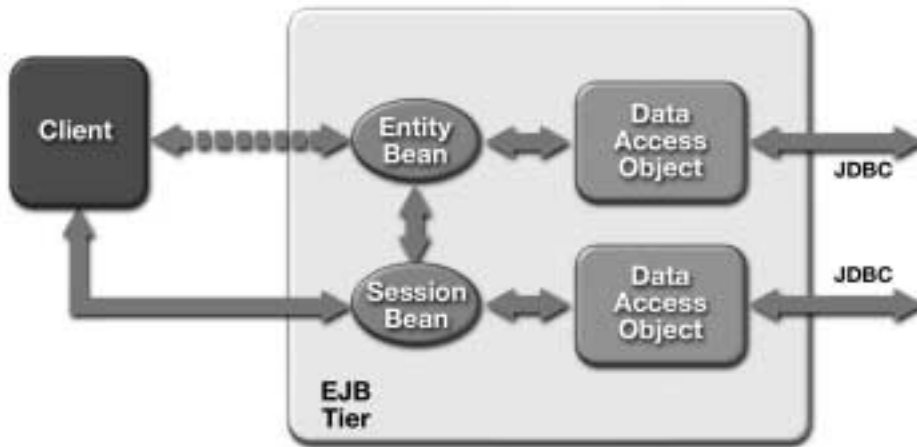 Client
Entity
Bean
Data
Access
Object
JDBC
Session
Bean
Data
Access
Object
JDBC
EJB
Tier